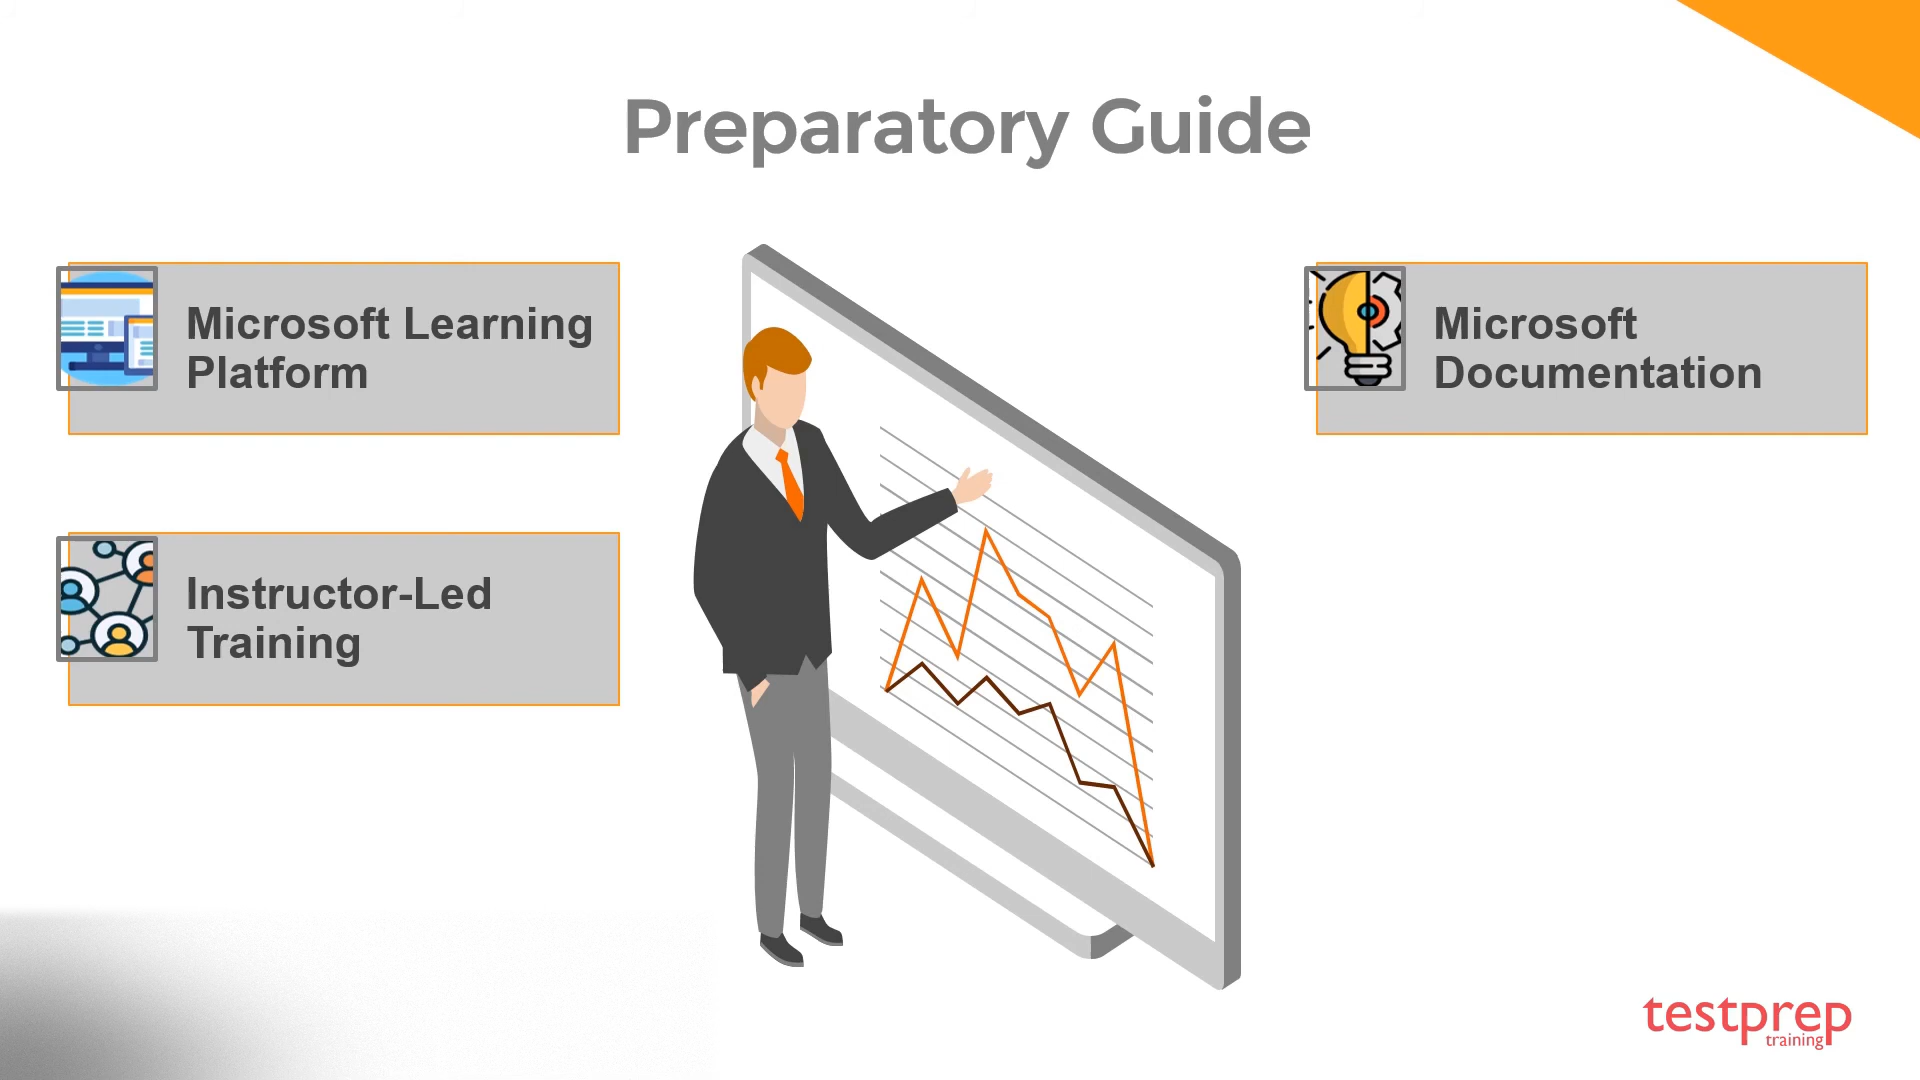 Preparatory Guide
Microsoft Learning
Platform
Microsoft
Documentation
Instructor-Led
Training
testprep
training